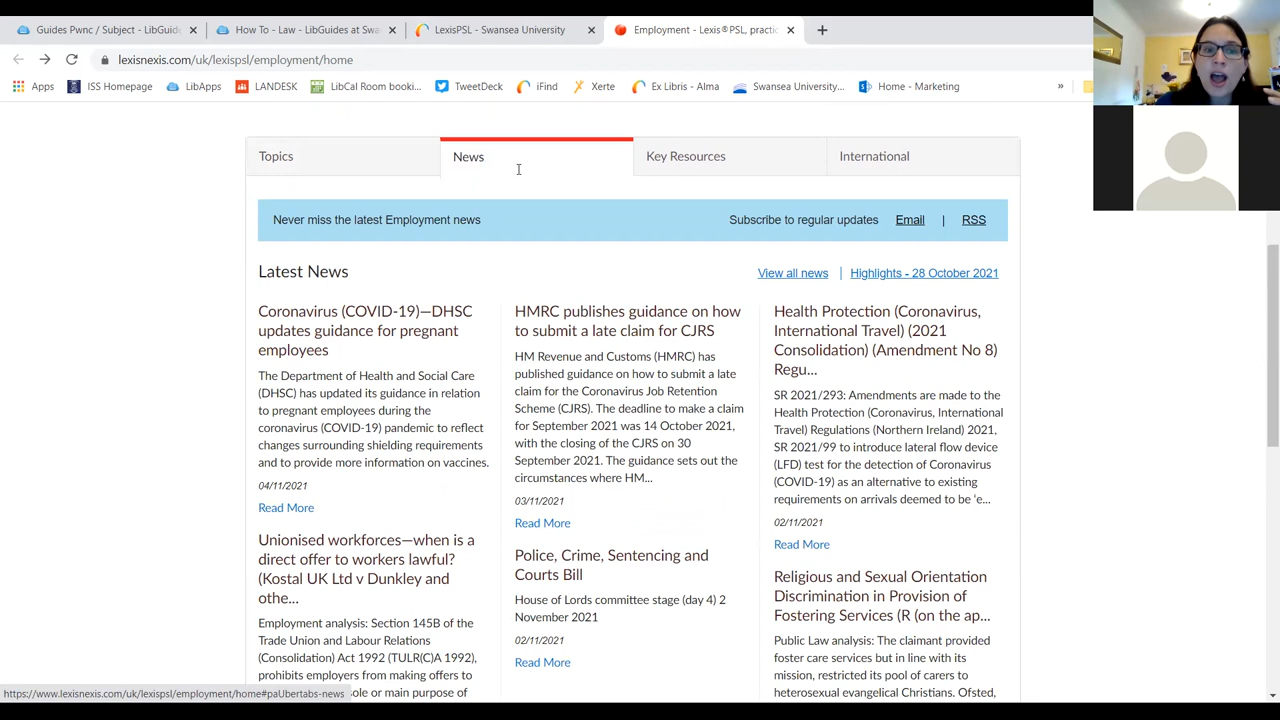 Guides Pwnc / Subject - LibGuid
How To - Law - LibGuides at Swa
LexisPSL - Swansea University
Employment - Lexis®PSL, practic
lexisnexis.com/uk/lexispsl/employment/home
Apps
ISS Homepage
LibApps
LANDESK
LibCal Room booki...
TweetDeck
iFind
Xerte
Ex Libris - Alma
Swansea University...
Home - Marketing
»
Topics
News
Key Resources
International
Never miss the latest Employment news
Subscribe to regular updates Email | RSS
Latest News
View all news | Highlights - 28 October 2021
Coronavirus (COVID-19)—DHSC
updates guidance for pregnant
employees
The Department of Health and Social Care
(DHSC) has updated its guidance in relation
to pregnant employees during the
coronavirus (COVID-19) pandemic to reflect
changes surrounding shielding requirements
and to provide more information on vaccines.
04/11/2021
Read More
Unionised workforces—when is a
direct offer to workers lawful?
(Kostal UK Ltd v Dunkley and
othe...
Employment analysis: Section 145B of the
Trade Union and Labour Relations
(Consolidation) Act 1992 (TULR(C)A 1992),
prohibits employers from making offers to
sole or main purpose of
HMRC publishes guidance on how
to submit a late claim for CJRS
HM Revenue and Customs (HMRC) has
published guidance on how to submit a late
claim for the Coronavirus Job Retention
Scheme (CJRS). The deadline to make a claim
for September 2021 was 14 October 2021,
with the closing of the CJRS on 30
September 2021. The guidance sets out the
circumstances where HM...
03/11/2021
Read More
Police, Crime, Sentencing and
Courts Bill
House of Lords committee stage (day 4) 2
November 2021
02/11/2021
Read More
Health Protection (Coronavirus,
International Travel) (2021
Consolidation) (Amendment No 8)
Regu...
SR 2021/293: Amendments are made to the
Health Protection (Coronavirus, International
Travel) Regulations (Northern Ireland) 2021,
SR 2021/99 to introduce lateral flow device
(LFD) test for the detection of Coronavirus
(COVID-19) as an alternative to existing
requirements on arrivals deemed to be ‘e...
02/11/2021
Read More
Religious and Sexual Orientation
Discrimination in Provision of
Fostering Services (R (on the ap...
Public Law analysis: The claimant provided
foster care services but in line with its
mission, restricted its pool of carers to
heterosexual evangelical Christians. Ofsted,
https://www.lexisnexis.com/uk/lexispsl/employment/home#paUbertabs-news